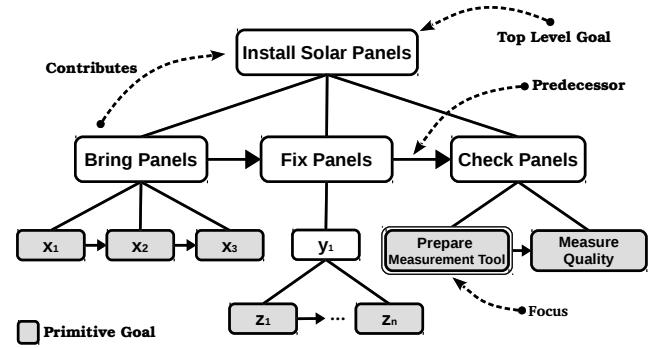 Top Level Goal
Install Solar Panels
Contributes
Predecessor
Bring Panels
Fix Panels
Check Panels
x1
x2
x3
y1
Prepare
Measurement Tool
Measure
Quality
z1
...
zn
Focus
Primitive Goal